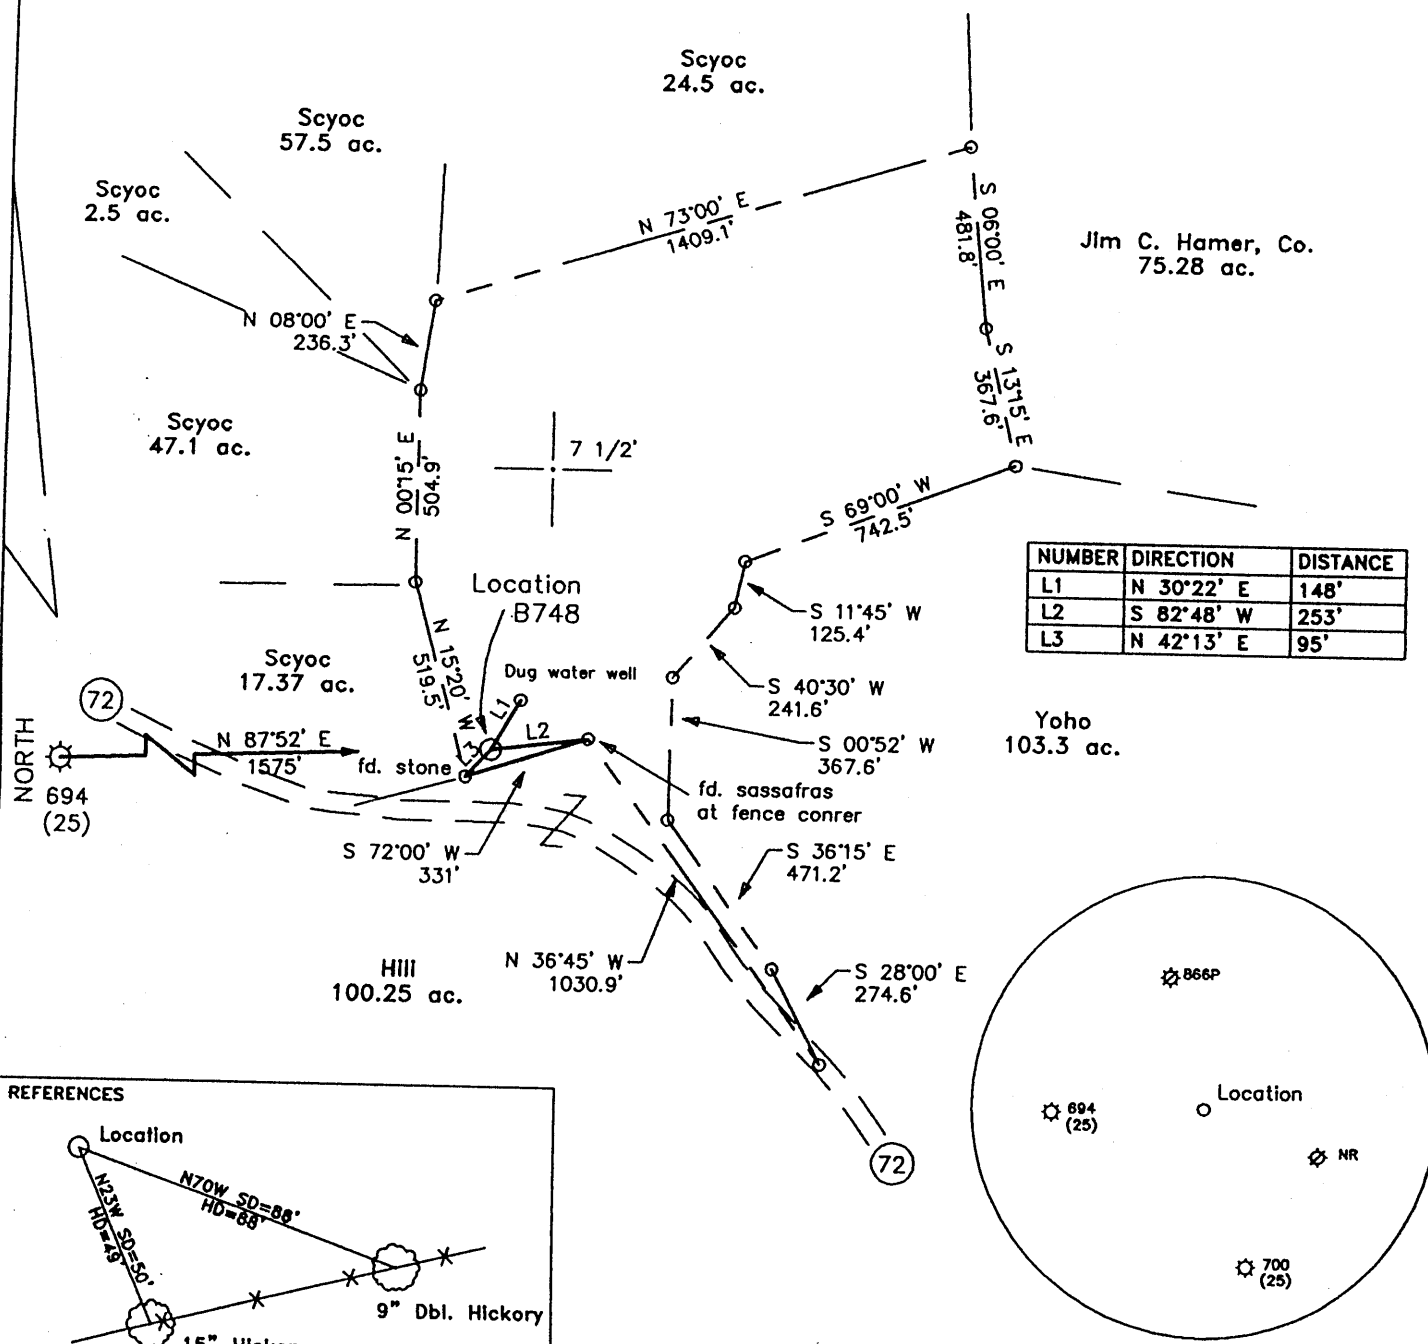 Scyoc
24.5 ac.
Scyoc
57.5 ac.
Scyoc
2.5 ac.
N 73°00' E
1409.1'
S 06°00' E
481.8'
Jim C. Hamer, Co.
75.28 ac.
N 08°00' E
236.3'
S 13°15' E
367.6'
Scyoc
47.1 ac.
N 00°15' E
504.9'
7 1/2'
S 69°00' W
742.5'
NUMBER DIRECTION DISTANCE
L1 N 30°22' E 148'
L2 S 82°48' W 253'
L3 N 42°13' E 95'
Location
B748
S 11°45' W
125.4'
N 15°20' W
519.5'
Scyoc
17.37 ac.
Dug water well
S 40°30' W
241.6'
72
L1
L2
L3
Yoho
103.3 ac.
NORTH
N 87°52' E
1575'
S 00°52' W
367.6'
fd. stone
694
(25)
fd. sassafras
at fence conrer
S 72°00' W
331'
S 36°15' E
471.2'
Hill
100.25 ac.
N 36°45' W
1030.9'
S 28°00' E
274.6'
866P
Location
694
(25)
NR
700
(25)
72
REFERENCES
Location
N70W SD=88'
HD=88'
N23W SD=50'
HD=49'
9" Dbl. Hickory
15"